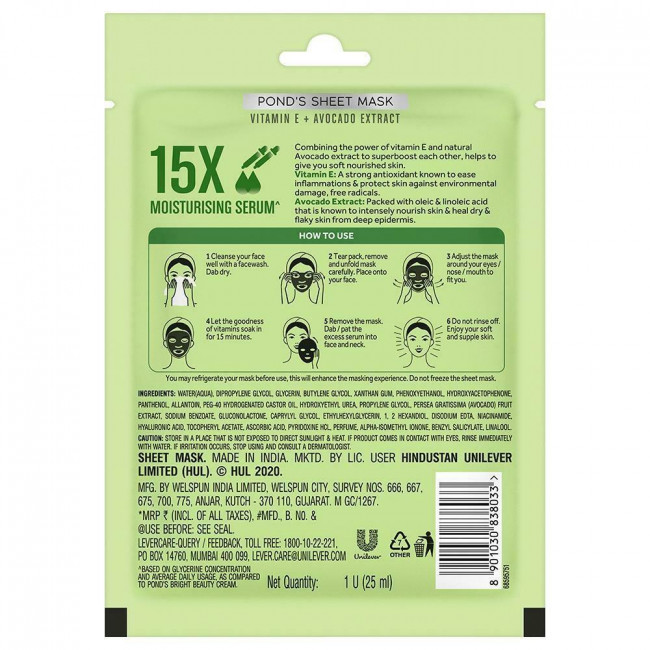 POND'S SHEET MASK
VITAMIN E + AVOCADO EXTRACT
15X
MOISTURISING SERUM^
Combining the power of vitamin E and natural
Avocado extract to superboost each other, helps to
give you soft nourished skin.
Vitamin E: A strong antioxidant known to ease
inflammations & protect skin against environmental
damage, free radicals.
Avocado Extract: Packed with oleic & linoleic acid
that is known to intensely nourish skin & heal dry &
flaky skin from deep epidermis.
HOW TO USE
1 Cleanse your face
well with a facewash.
Dab dry.
2 Tear pack, remove
and unfold mask
carefully. Place onto
your face.
3 Adjust the mask
around your eyes /
nose / mouth to
fit you.
4 Let the goodness
of vitamins soak in
for 15 minutes.
5 Remove the mask.
Dab / pat the
excess serum into
face and neck.
6 Do not rinse off.
Enjoy your soft
and supple skin.
You may refrigerate your mask before use, this will enhance the masking experience. Do not freeze the sheet mask.
INGREDIENTS: WATER(AQUA), DIPROPYLENE GLYCOL, GLYCERIN, BUTYLENE GLYCOL, XANTHAN GUM, PHENOXYETHANOL, HYDROXYACETOPHENONE,
PANTHENOL, ALLANTOIN, PEG-40 HYDROGENATED CASTOR OIL, HYDROXYETHYL UREA, PROPYLENE GLYCOL, PERSEA GRATISSIMA (AVOCADO) FRUIT
EXTRACT, SODIUM BENZOATE, GLUCONOLACTONE, CAPRYLYL GLYCOL, ETHYLHEXYLGLYCERIN, 1, 2 HEXANDIOL, DISODIUM EDTA, NIACINAMIDE,
HYALURONIC ACID, TOCOPHERYL ACETATE, ASCORBIC ACID, PYRIDOXINE HCL, PERFUME, ALPHA-ISOMETHYL IONONE, BENZYL SALICYLATE, LINALOOL.
CAUTION: STORE IN A PLACE THAT IS NOT EXPOSED TO DIRECT SUNLIGHT & HEAT. IF PRODUCT COMES IN CONTACT WITH EYES, RINSE IMMEDIATELY
WITH WATER. IF IRRITATION OCCURS, STOP USING AND CONSULT A DERMATOLOGIST.
SHEET MASK. MADE IN INDIA. MKTD. BY LIC. USER HINDUSTAN UNILEVER
LIMITED (HUL). © HUL 2020.
MFG. BY WELSPUN INDIA LIMITED, WELSPUN CITY, SURVEY NOS. 666, 667,
675, 700, 775, ANJAR, KUTCH - 370 110, GUJARAT. M GC/1267.
*MRP ₹ (INCL. OF ALL TAXES), #MFD., B. NO. &
@USE BEFORE: SEE SEAL.
LEVERCARE-QUERY / FEEDBACK, TOLL FREE: 1800-10-22-221,
PO BOX 14760, MUMBAI 400 099, LEVER.CARE@UNILEVER.COM
^BASED ON GLYCERINE CONCENTRATION
AND AVERAGE DAILY USAGE, AS COMPARED
TO POND'S BRIGHT BEAUTY CREAM.
Net Quantity: 1 U (25 ml)
Unilever
7
OTHER
8 901030 838033 >
68595751